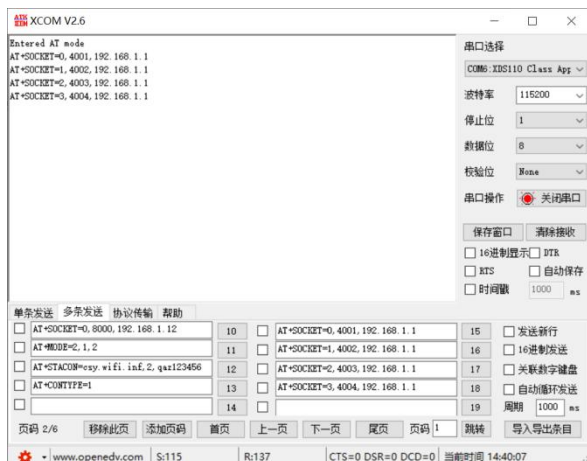 XCOM V2.6
Entered AT mode
AT+SOCKET=0,4001,192.168.1.1
AT+SOCKET=1,4002,192.168.1.1
AT+SOCKET=2,4003,192.168.1.1
AT+SOCKET=3,4004,192.168.1.1
串口选择
COM6:XDS110 Class App
波特率 115200
停止位 1
数据位 8
校验位 None
串口操作 关闭串口
保存窗口 清除接收
16进制显示 DTR
RTS 自动保存
时间戳 1000 ms
单条发送 多条发送 协议传输 帮助
AT+SOCKET=0,8000,192.168.1.12 10 AT+SOCKET=0,4001,192.168.1.1 15 发送新行
AT+MODE=2,1,2 11 AT+SOCKET=1,4002,192.168.1.1 16 16进制发送
AT+STACON=csy.wifi.inf,2,qaz123456 12 AT+SOCKET=2,4003,192.168.1.1 17 关联数字键盘
AT+CONTYPE=1 13 AT+SOCKET=3,4004,192.168.1.1 18 自动循环发送
14 19 周期 1000 ms
页码 2/6 移除此页 添加页码 首页 上一页 下一页 尾页 页码 1 跳转 导入导出条目
www.openedv.com S:115 R:137 CTS=0 DSR=0 DCD=0 当前时间 14:40:07